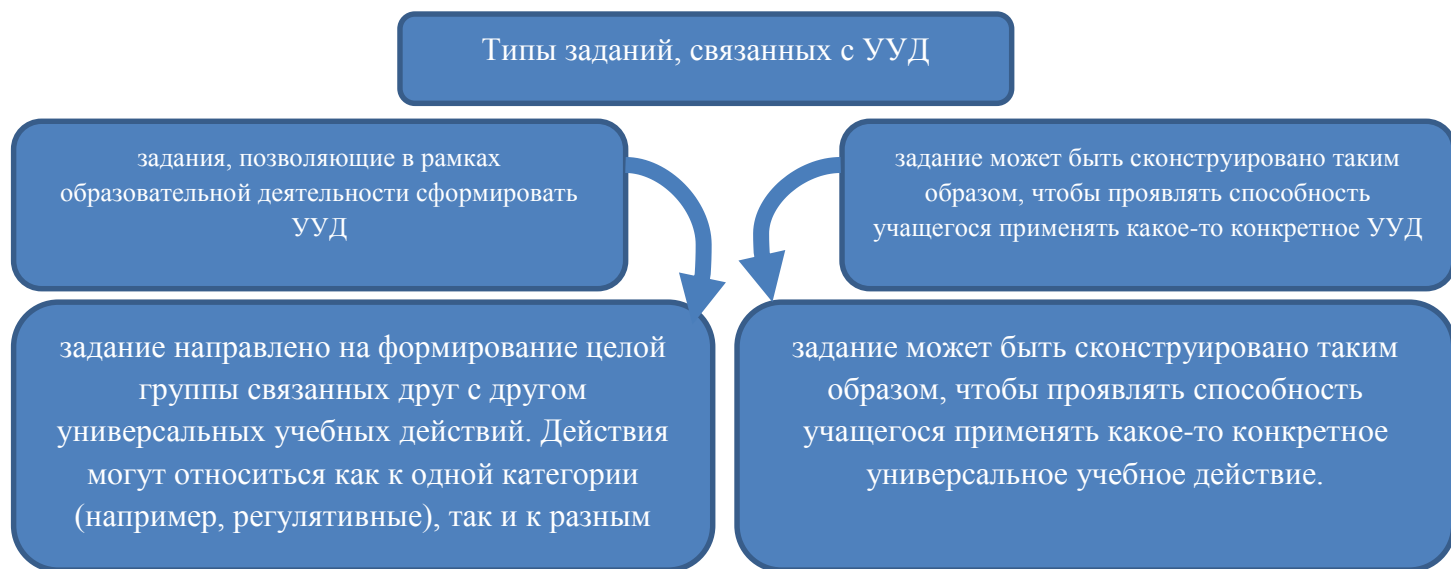 Типы заданий, связанных с УУД
задания, позволяющие в рамках
образовательной деятельности сформировать
УУД
задание может быть сконструировано таким
образом, чтобы проявлять способность
учащегося применять какое-то конкретное УУД
задание направлено на формирование целой
группы связанных друг с другом
универсальных учебных действий. Действия
могут относиться как к одной категории
(например, регулятивные), так и к разным
задание может быть сконструировано таким
образом, чтобы проявлять способность
учащегося применять какое-то конкретное
универсальное учебное действие.